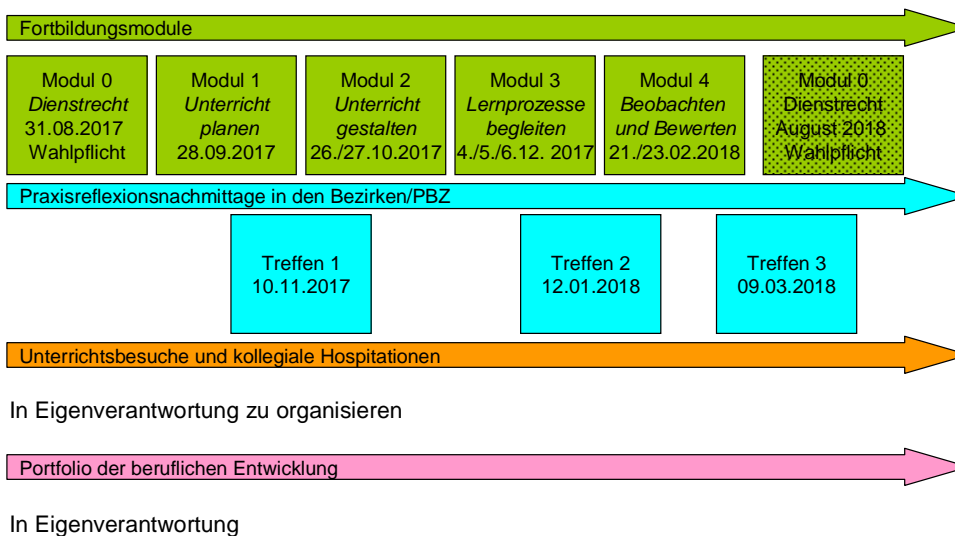 Fortbildungsmodule
Modul 0
Dienstrecht
31.08.2017
Wahlpflicht
Modul 1
Unterricht
planen
28.09.2017
Modul 2
Unterricht
gestalten
26./27.10.2017
Modul 3
Lernprozesse
begleiten
4./5./6.12. 2017
Modul 4
Beobachten
und Bewerten
21./23.02.2018
Modul 0
Dienstrecht
August 2018
Wahlpflicht
Praxisreflexionsnachmittage in den Bezirken/PBZ
Treffen 1
10.11.2017
Treffen 2
12.01.2018
Treffen 3
09.03.2018
Unterrichtsbesuche und kollegiale Hospitationen
In Eigenverantwortung zu organisieren
Portfolio der beruflichen Entwicklung
In Eigenverantwortung